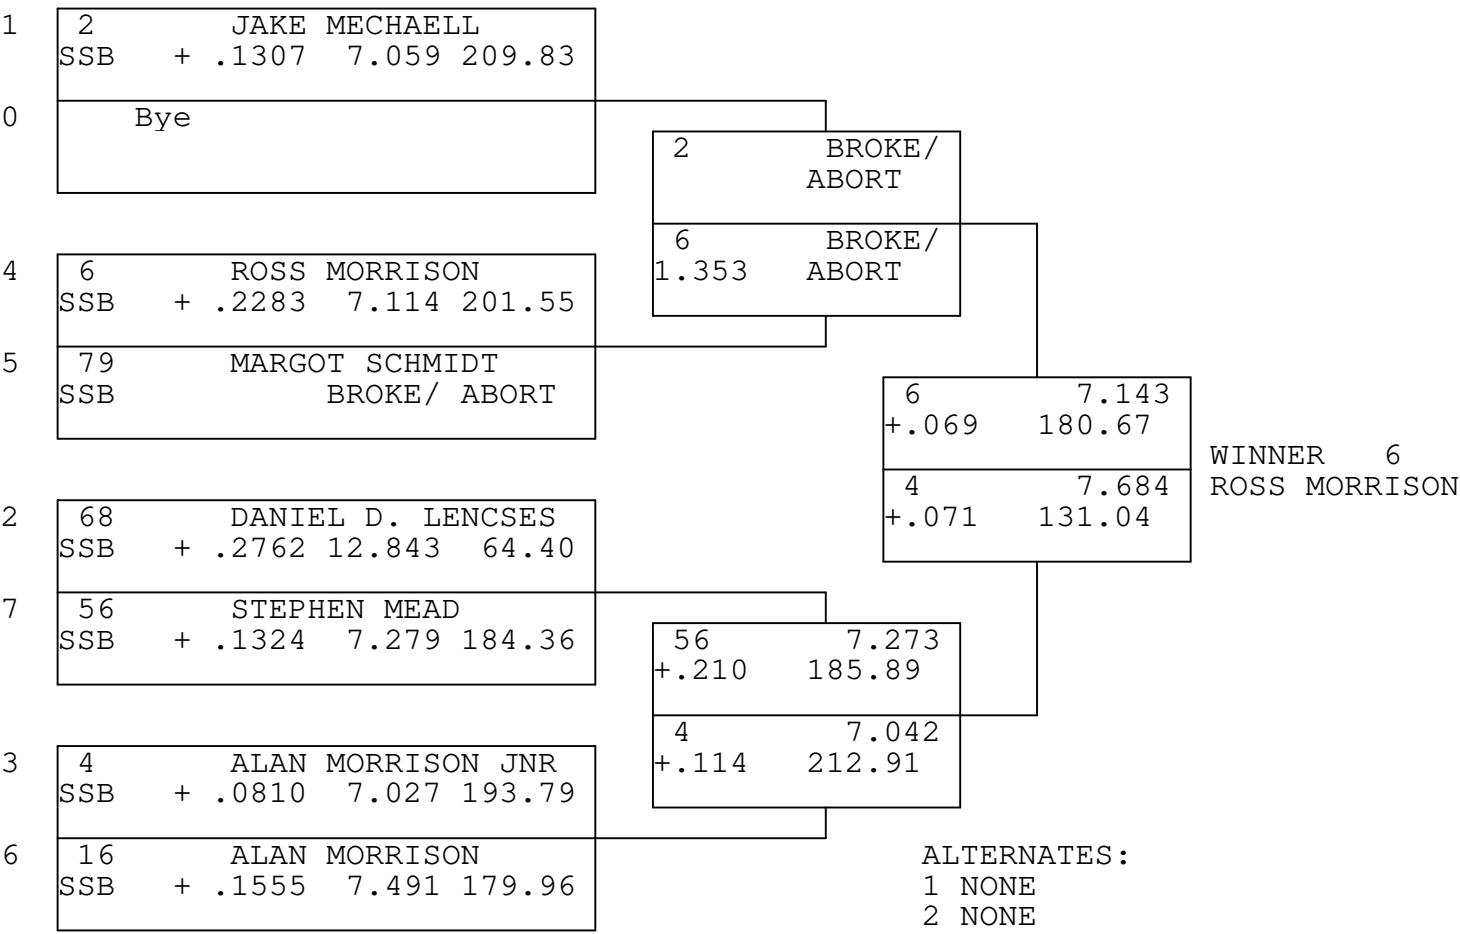 1 2 JAKE MECHAELL
SSB + .1307 7.059 209.83
0 Bye
2 BROKE/
ABORT
6 BROKE/
1.353 ABORT
4 6 ROSS MORRISON
SSB + .2283 7.114 201.55
5 79 MARGOT SCHMIDT
SSB BROKE/ ABORT
6 7.143
+.069 180.67
4 7.684
+.071 131.04
WINNER 6
ROSS MORRISON
2 68 DANIEL D. LENCSES
SSB + .2762 12.843 64.40
7 56 STEPHEN MEAD
SSB + .1324 7.279 184.36
56 7.273
+.210 185.89
4 7.042
+.114 212.91
3 4 ALAN MORRISON JNR
SSB + .0810 7.027 193.79
6 16 ALAN MORRISON
SSB + .1555 7.491 179.96
ALTERNATES:
1 NONE
2 NONE